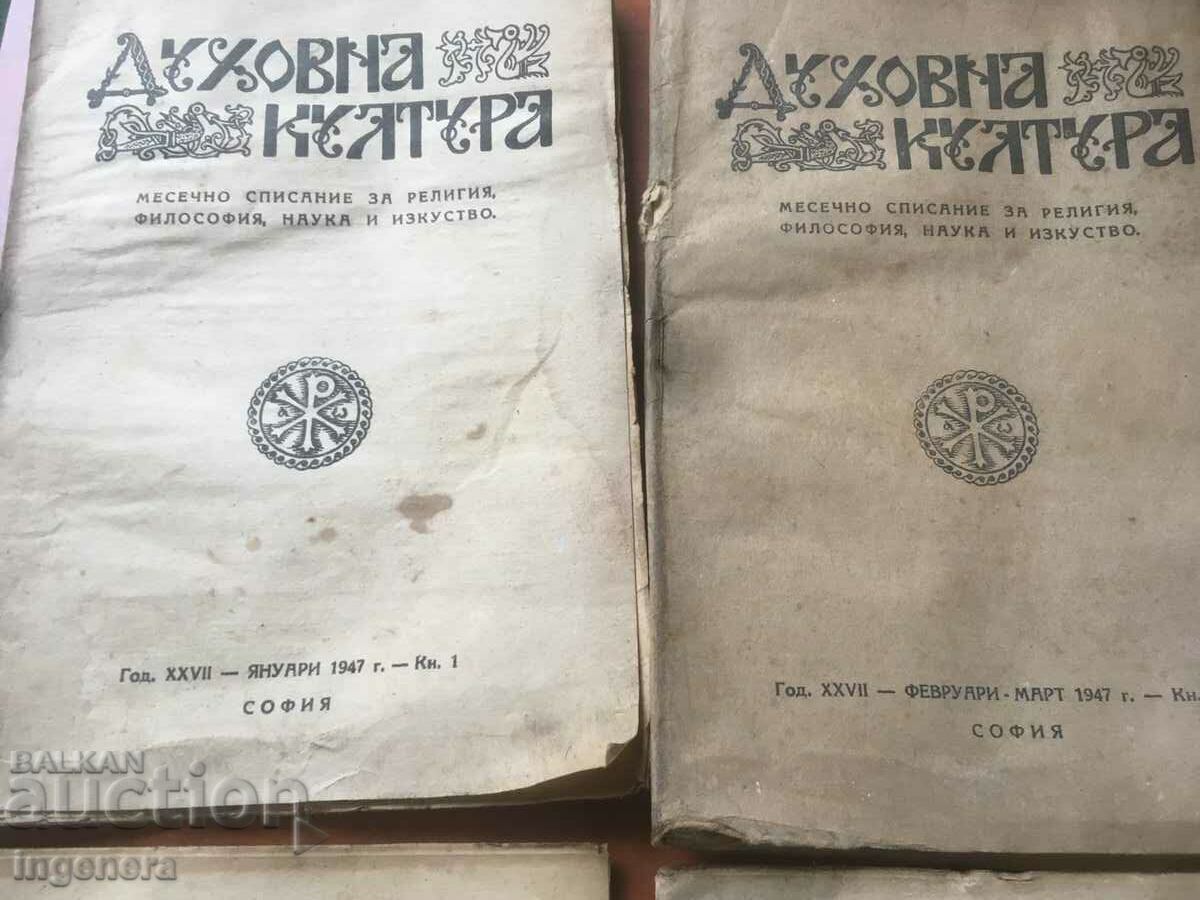 ДУХОВНА
КУЛТУРА
МЕСЕЧНО СПИСАНИЕ ЗА РЕЛИГИЯ,
ФИЛОСОФИЯ, НАУКА И ИЗКУСТВО.
Α Ρ ω
Год. XXVII — ЯНУАРИ 1947 г. — Кн. 1
СОФИЯ
ДУХОВНА
КУЛТУРА
МЕСЕЧНО СПИСАНИЕ ЗА РЕЛИГИЯ,
ФИЛОСОФИЯ, НАУКА И ИЗКУСТВО.
Α Ρ ω
Год. XXVII — ФЕВРУАРИ - МАРТ 1947 г. — Кн.
СОФИЯ
BALKAN
auction
ingenera